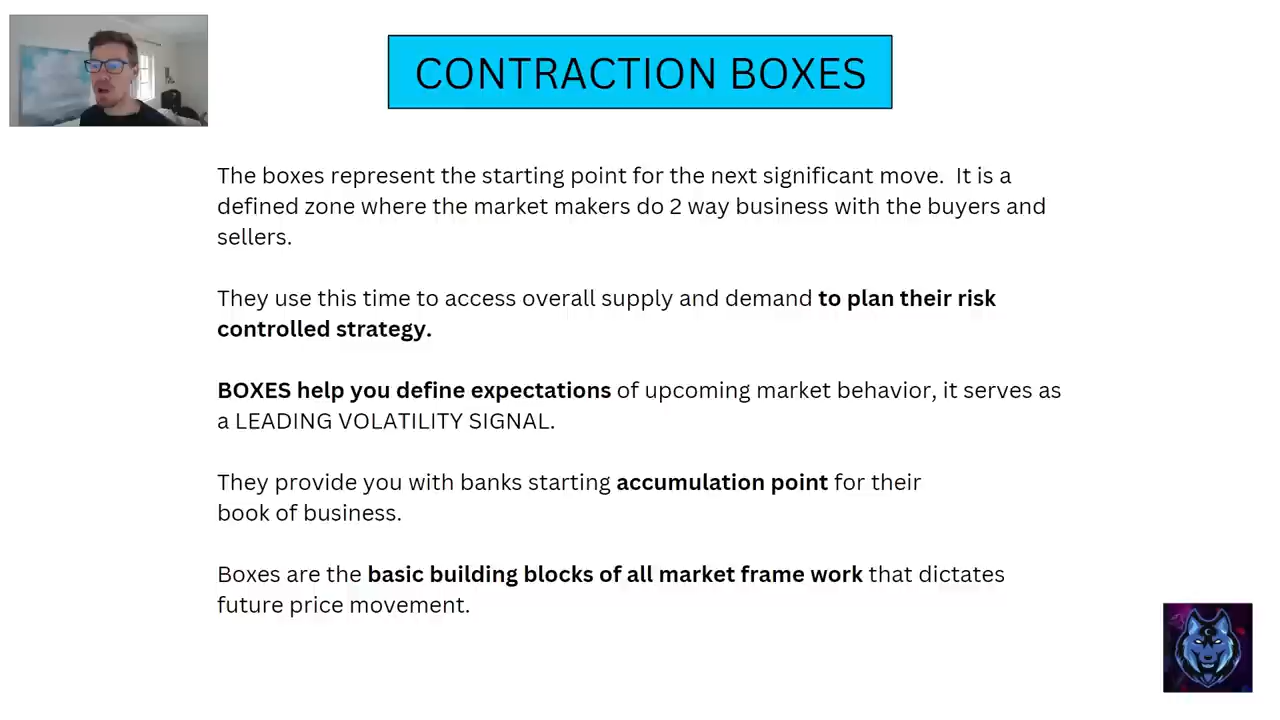 CONTRACTION BOXES
The boxes represent the starting point for the next significant move.  It is a
defined zone where the market makers do 2 way business with the buyers and
sellers.
They use this time to access overall supply and demand to plan their risk
controlled strategy.
BOXES help you define expectations of upcoming market behavior, it serves as
a LEADING VOLATILITY SIGNAL.
They provide you with banks starting accumulation point for their
book of business.
Boxes are the basic building blocks of all market frame work that dictates
future price movement.